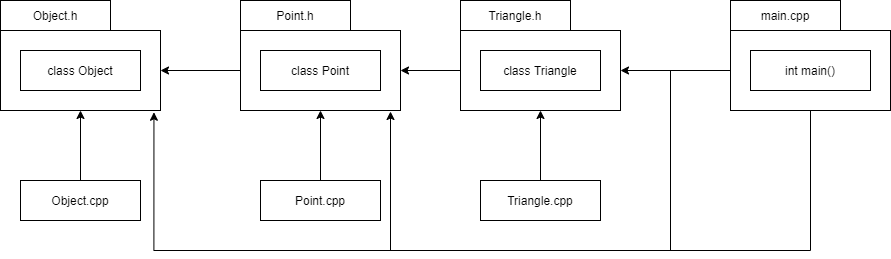 Object.h
Point.h
Triangle.h
main.cpp
class Object
class Point
class Triangle
int main()
Object.cpp
Point.cpp
Triangle.cpp